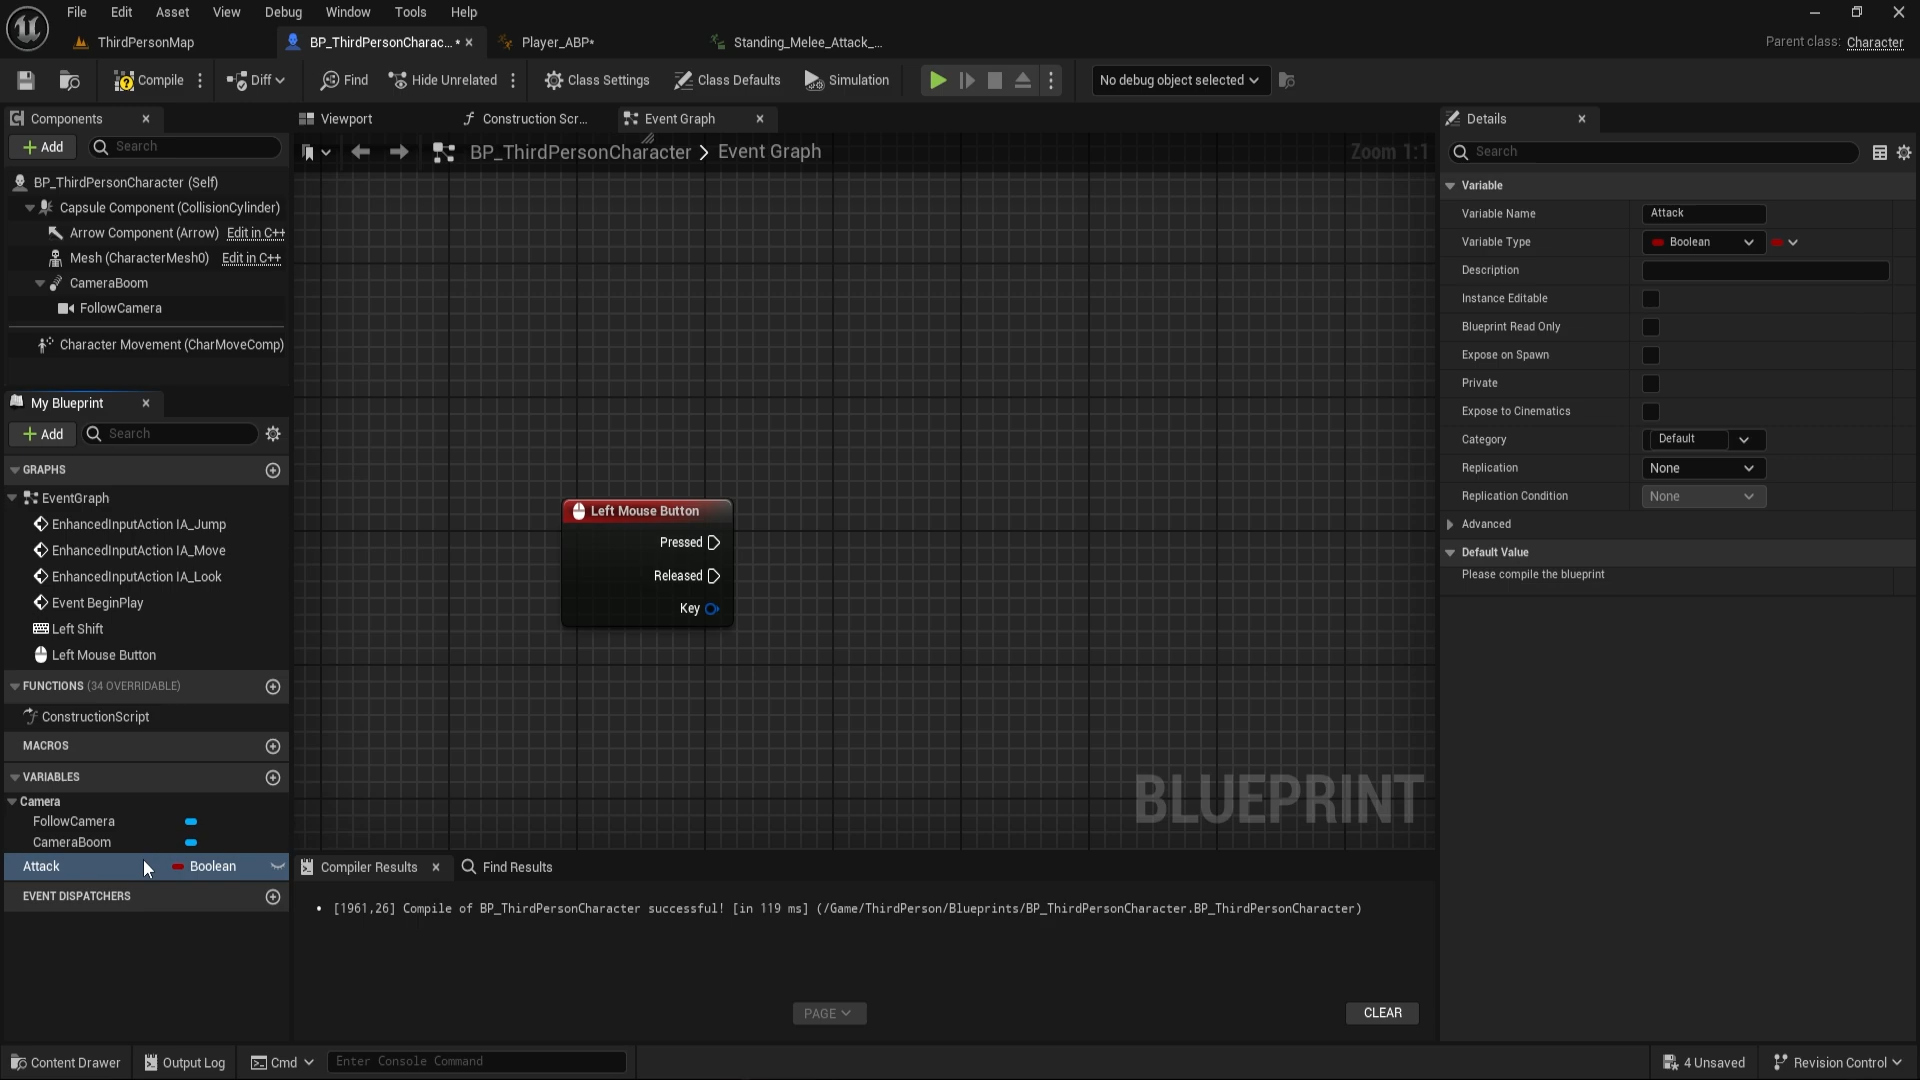 File Edit Asset View Debug Window Tools Help
ThirdPersonMap BP_ThirdPersonCharac... * Player_ABP* Standing_Melee_Attack_...
Parent class: Character
Compile Diff Find Hide Unrelated Class Settings Class Defaults Simulation No debug object selected
Components
Add Search
BP_ThirdPersonCharacter (Self)
Capsule Component (CollisionCylinder)
Arrow Component (Arrow) Edit in C++
Mesh (CharacterMesh0) Edit in C++
CameraBoom
FollowCamera
Character Movement (CharMoveComp)
My Blueprint
Add Search
GRAPHS
EventGraph
EnhancedInputAction IA_Jump
EnhancedInputAction IA_Move
EnhancedInputAction IA_Look
Event BeginPlay
Left Shift
Left Mouse Button
FUNCTIONS (34 OVERRIDABLE)
ConstructionScript
MACROS
VARIABLES
Camera
FollowCamera
CameraBoom
Attack Boolean
EVENT DISPATCHERS
Viewport Construction Scr... Event Graph
BP_ThirdPersonCharacter > Event Graph Zoom 1:1
Left Mouse Button
Pressed
Released
Key
BLUEPRINT
Compiler Results Find Results
• [1961,26] Compile of BP_ThirdPersonCharacter successful! [in 119 ms] (/Game/ThirdPerson/Blueprints/BP_ThirdPersonCharacter.BP_ThirdPersonCharacter)
PAGE CLEAR
Details
Search
Variable
Variable Name Attack
Variable Type Boolean
Description
Instance Editable
Blueprint Read Only
Expose on Spawn
Private
Expose to Cinematics
Category Default
Replication None
Replication Condition None
Advanced
Default Value
Please compile the blueprint
Content Drawer Output Log Cmd Enter Console Command 4 Unsaved Revision Control